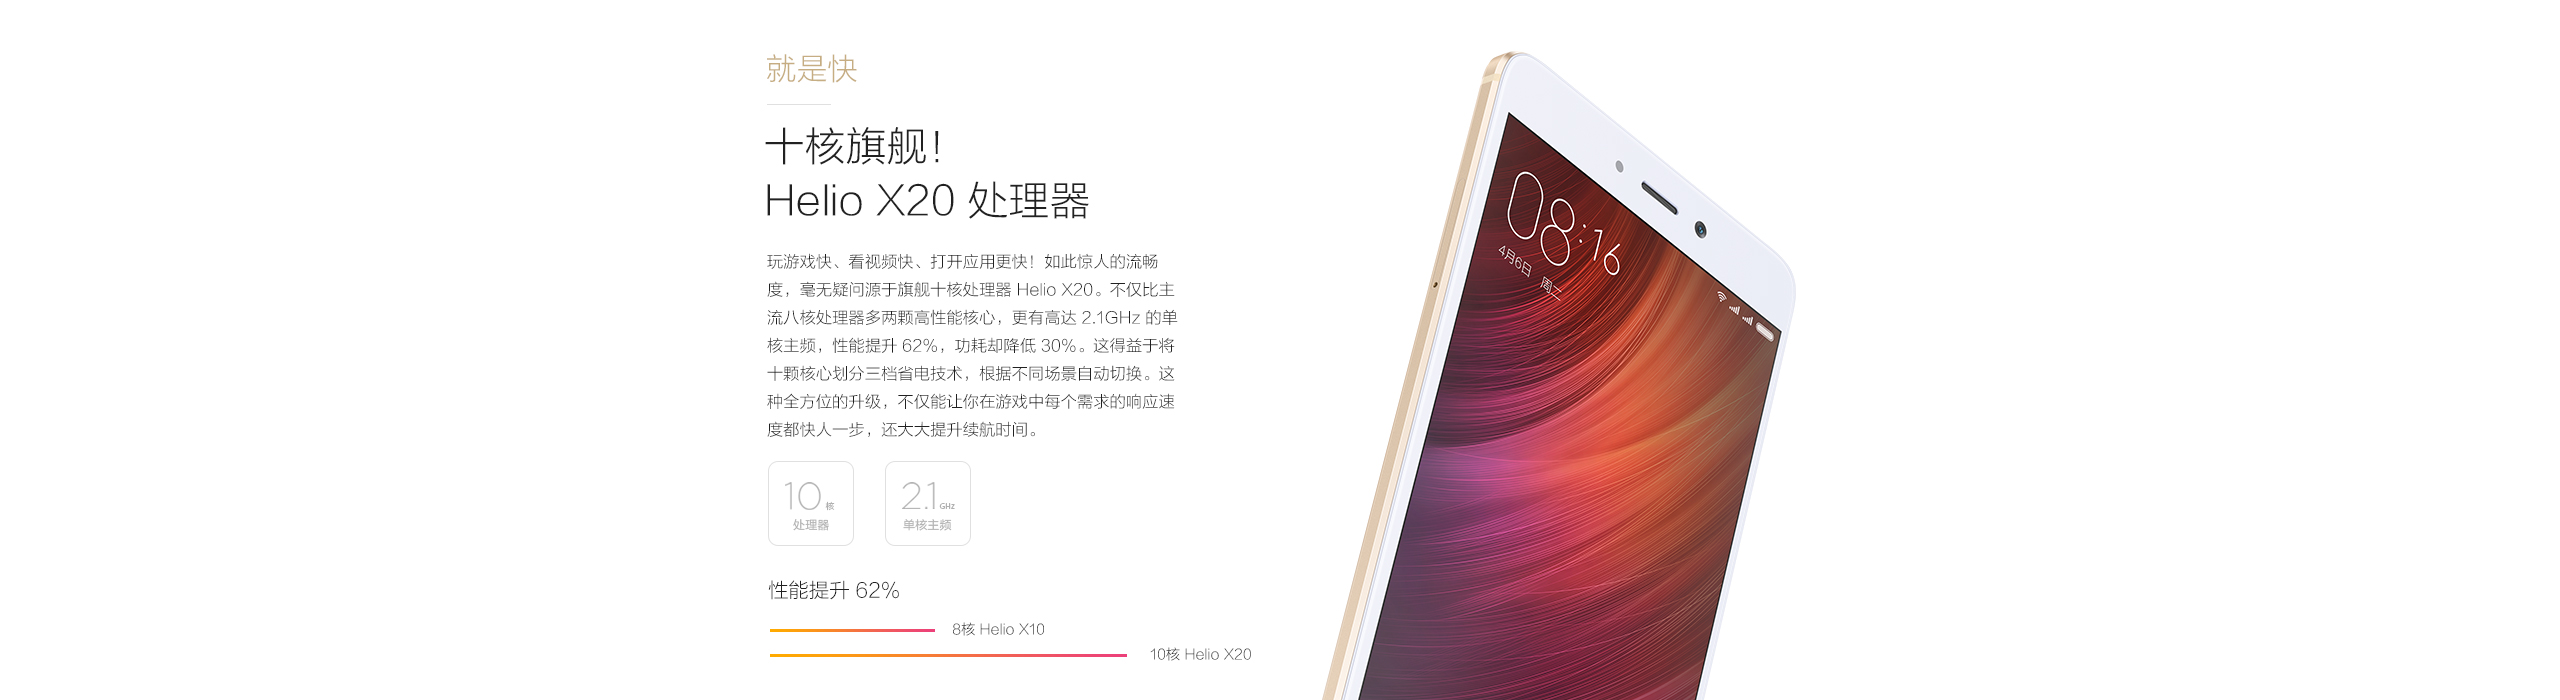 就是快
十核旗舰！
Helio X20 处理器
玩游戏快、看视频快、打开应用更快！如此惊人的流畅
度，毫无疑问源于旗舰十核处理器 Helio X20。不仅比主
流八核处理器多两颗高性能核心，更有高达 2.1GHz 的单
核主频，性能提升 62%，功耗却降低 30%。这得益于将
十颗核心划分三档省电技术，根据不同场景自动切换。这
种全方位的升级，不仅能让你在游戏中每个需求的响应速
度都快人一步，还大大提升续航时间。
10 核
处理器
2.1 GHz
单核主频
性能提升 62%
8核 Helio X10
10核 Helio X20
08:16
4月6日 周二